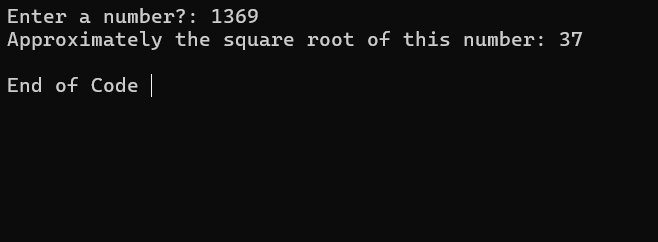 Enter a number?: 1369
Approximately the square root of this number: 37
End of Code